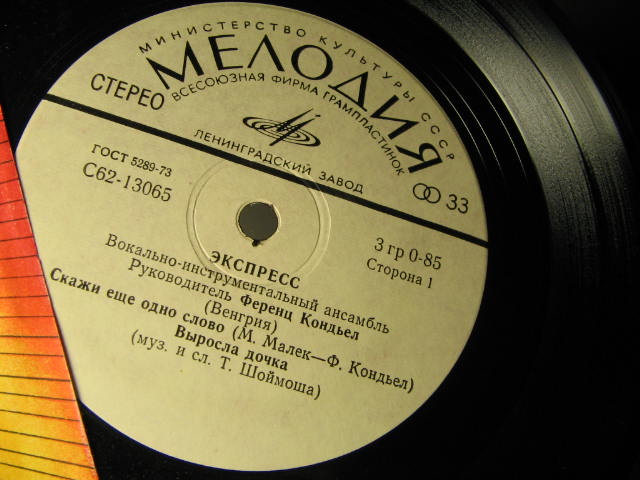 МИНИСТЕРСТВО КУЛЬТУРЫ СССР
МЕЛОДИЯ
ВСЕСОЮЗНАЯ ФИРМА ГРАМПЛАСТИНОК
СТЕРЕО
ЛЕНИНГРАДСКИЙ ЗАВОД
33
ГОСТ 5289-73
С62-13065
3 гр 0-85
Сторона 1
ЭКСПРЕСС
Вокально-инструментальный ансамбль
Руководитель Ференц Кондьел
(Венгрия)
Скажи еще одно слово (М. Малек—Ф. Кондьел)
Выросла дочка
(муз. и сл. Т. Шоймоша)